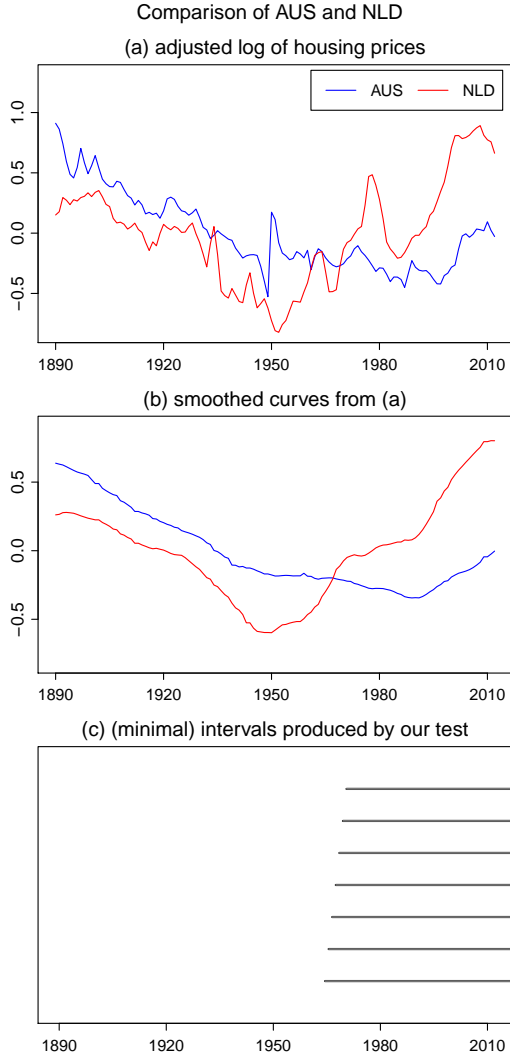 Comparison of AUS and NLD
(a) adjusted log of housing prices
AUS NLD
1.0
0.5
0.0
−0.5
1890 1920 1950 1980 2010
(b) smoothed curves from (a)
0.5
0.0
−0.5
1890 1920 1950 1980 2010
(c) (minimal) intervals produced by our test
1890 1920 1950 1980 2010